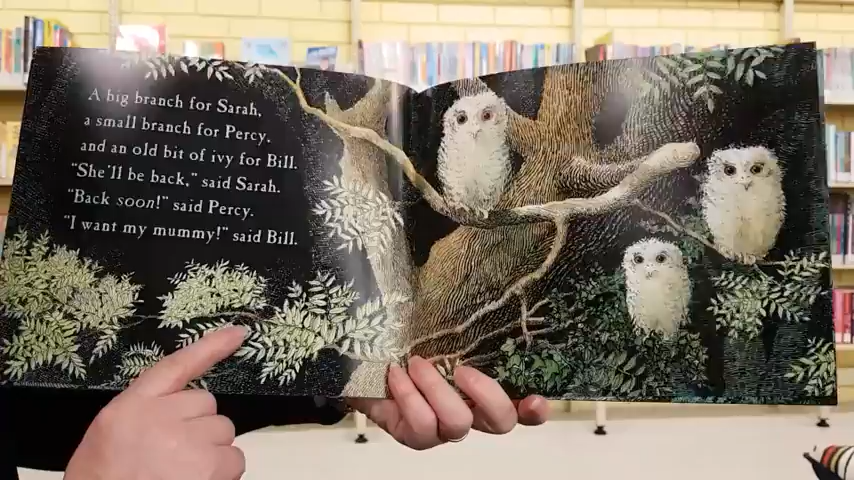 A big branch for Sarah,
a small branch for Percy,
and an old bit of ivy for Bill.
"She'll be back," said Sarah.
"Back soon!" said Percy.
"I want my mummy!" said Bill.